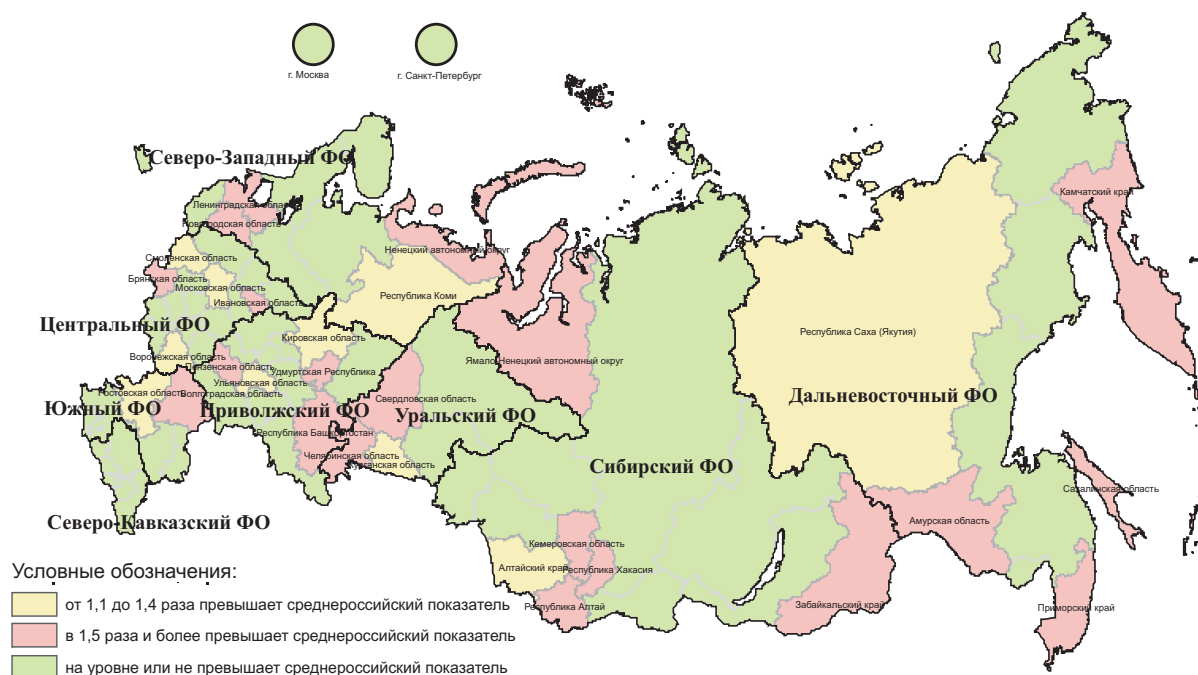 г. Москва
г. Санкт-Петербург
Северо-Западный ФО
Ленинградская область
Новгородская область
Смоленская область
Брянская область
Московская область
Ивановская область
Ненецкий автономный округ
Республика Коми
Камчатский край
Центральный ФО
Кировская область
Воронежская область
Пензенская область
Удмуртская Республика
Ульяновская область
Ростовская область
Волгоградская область
Ямало-Ненецкий автономный округ
Республика Саха (Якутия)
Южный ФО
Приволжский ФО
Свердловская область
Уральский ФО
Дальневосточный ФО
Республика Башкортостан
Челябинская область
Курганская область
Сибирский ФО
Сахалинская область
Северо-Кавказский ФО
Амурская область
Кемеровская область
Алтайский край
Республика Хакасия
Республика Алтай
Забайкальский край
Приморский край
Условные обозначения:
от 1,1 до 1,4 раза превышает среднероссийский показатель
в 1,5 раза и более превышает среднероссийский показатель
на уровне или не превышает среднероссийский показатель